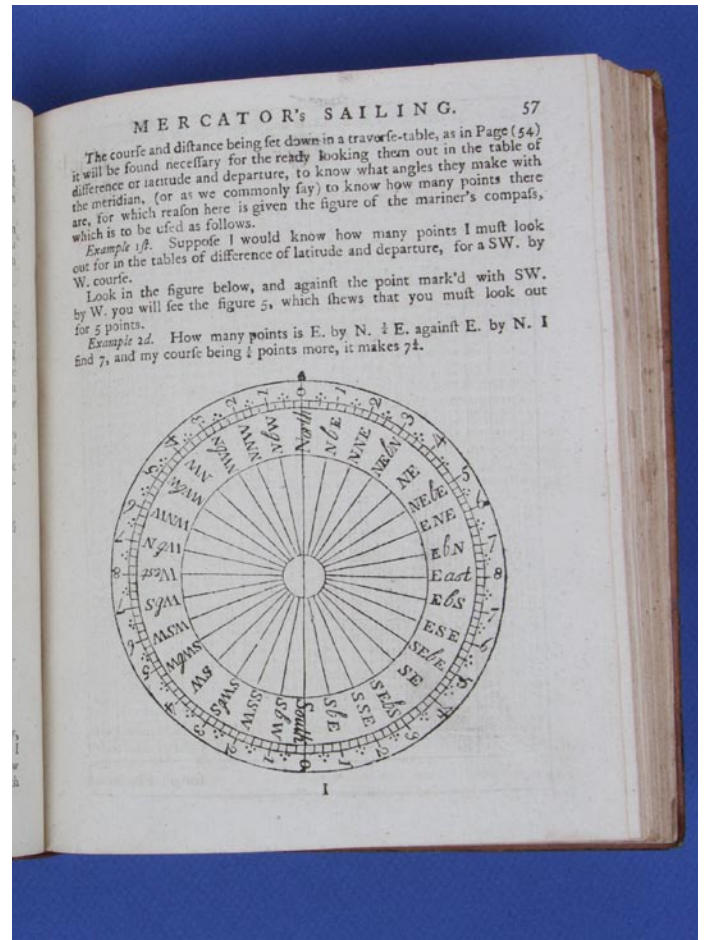 MERCATOR's SAILING. 57
The courſe and diſtance being ſet down in a traverſe-table, as in Page (54)
it will be found neceſſary for the ready looking them out in the table of
difference of latitude and departure, to know what angles they make with
the meridian, (or as we commonly ſay) to know how many points there
are, for which reaſon here is given the figure of the mariner's compaſs,
which is to be uſed as follows.
Example 1ſt. Suppoſe I would know how many points I muſt look
out for in the tables of difference of latitude and departure, for a SW. by
W. courſe.
Look in the figure below, and againſt the point mark'd with SW.
by W. you will ſee the figure 5, which ſhews that you muſt look out
for 5 points.
Example 2d. How many points is E. by N. E. againſt E. by N. I
find 7, and my courſe being points more, it makes
0 1 2 3 4 5 6 7 8 7 6 5 4 3 2 1 0 1 2 3 4 5 6 7 8 7 6 5 4 3 2 1
North
NbE
NNE
NEbN
NE
NEbE
ENE
EbN
East
EbS
ESE
SEbE
SE
SEbS
SSE
SbE
South
SbW
SSW
SWbS
SW
SWbW
WSW
WbS
West
WbN
WNW
NWbW
NW
NWbN
NNW
NbW
I